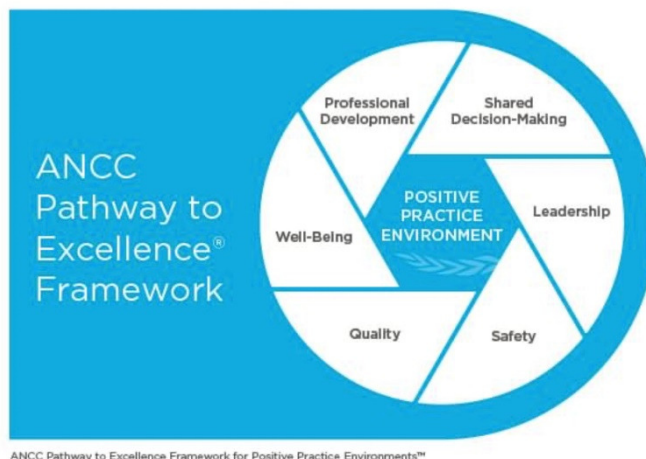 ANCC
Pathway to
Excellence®
Framework
Professional
Development
Shared
Decision-Making
POSITIVE
PRACTICE
ENVIRONMENT
Leadership
Well-Being
Quality
Safety
ANCC Pathway to Excellence Framework for Positive Practice Environments™